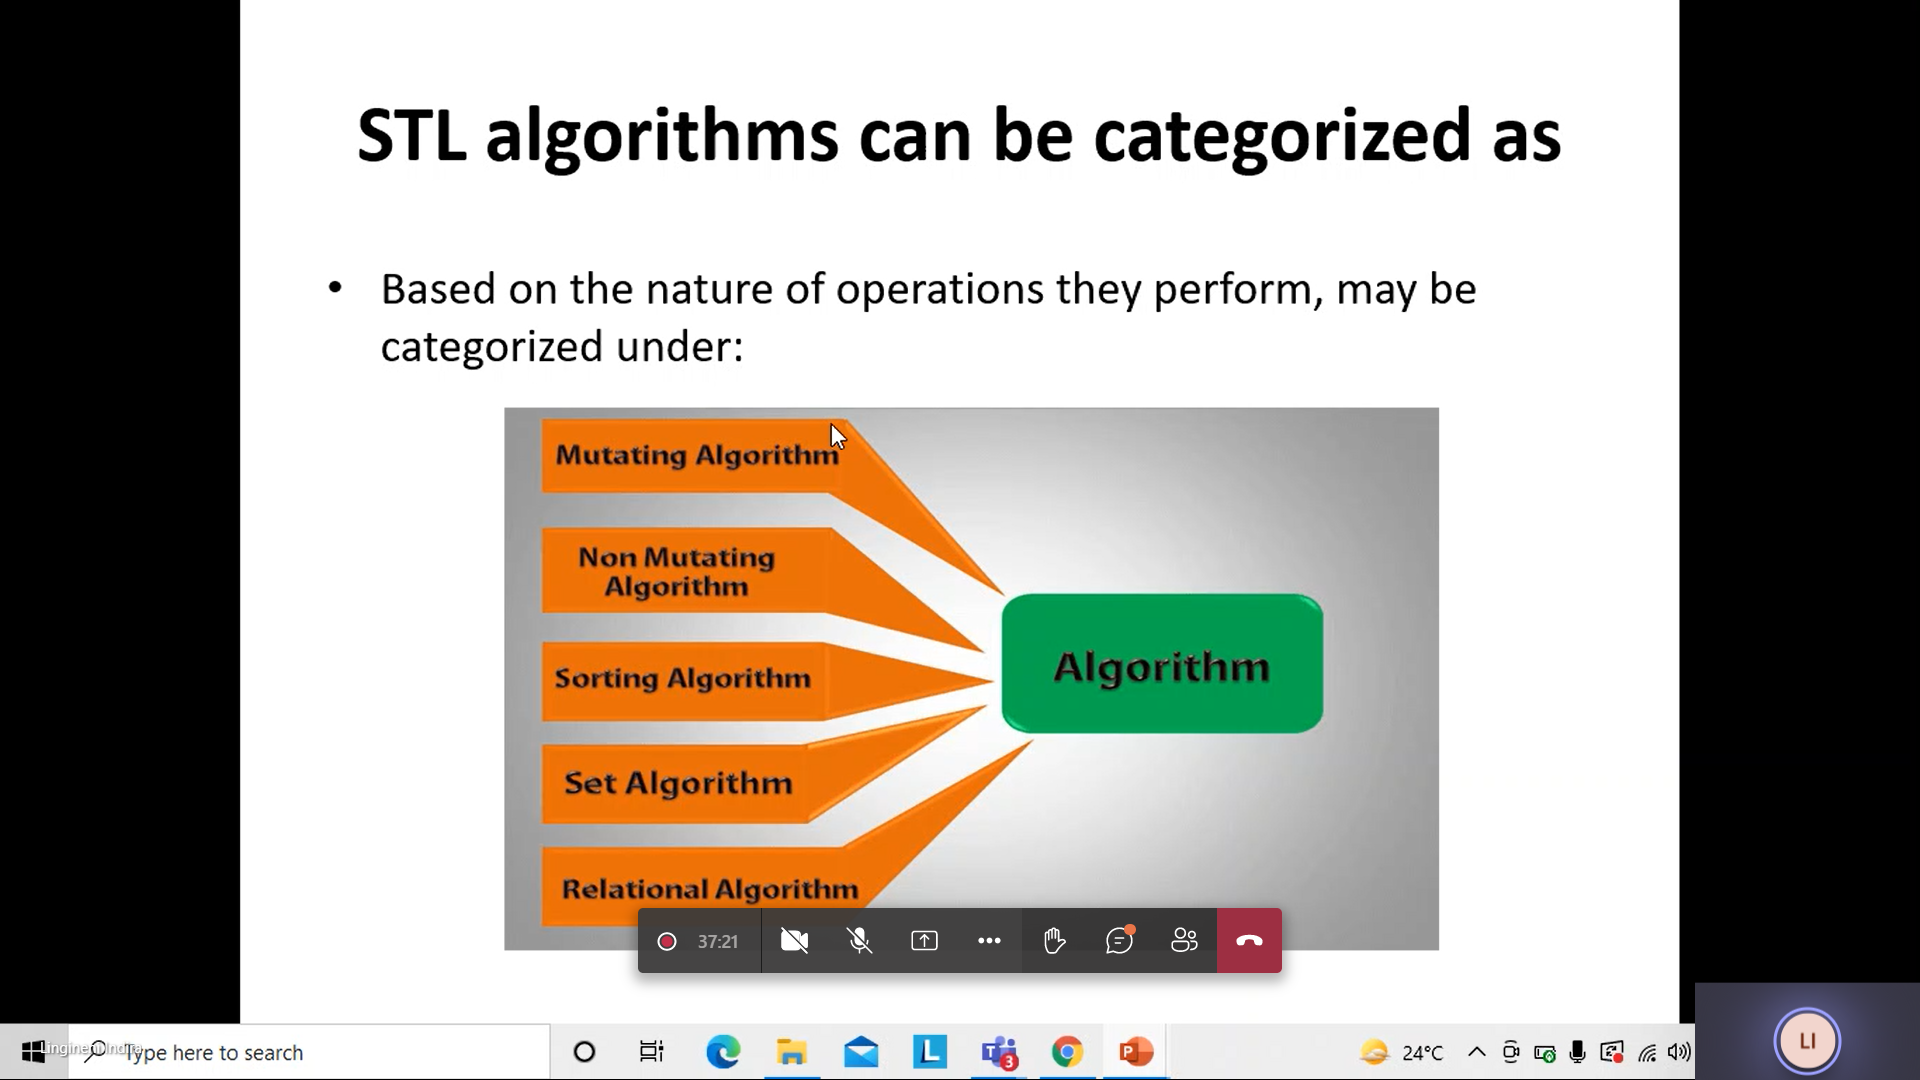 STL algorithms can be categorized as
• Based on the nature of operations they perform, may be
categorized under:
Mutating Algorithm
Non Mutating
Algorithm
Sorting Algorithm
Set Algorithm
Relational Algorithm
Algorithm
37:21
LI
Type here to search
L
3
P
24°C